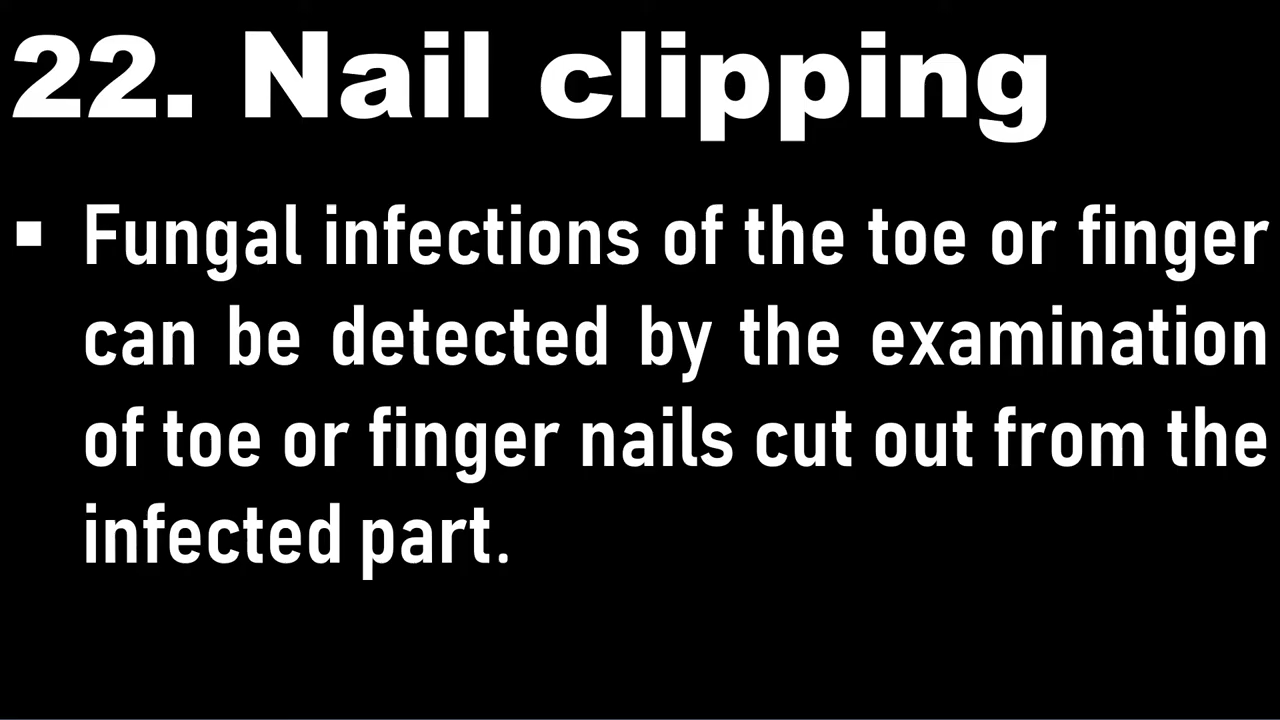 22. Nail clipping
▪ Fungal infections of the toe or finger
can be detected by the examination
of toe or finger nails cut out from the
infected part.